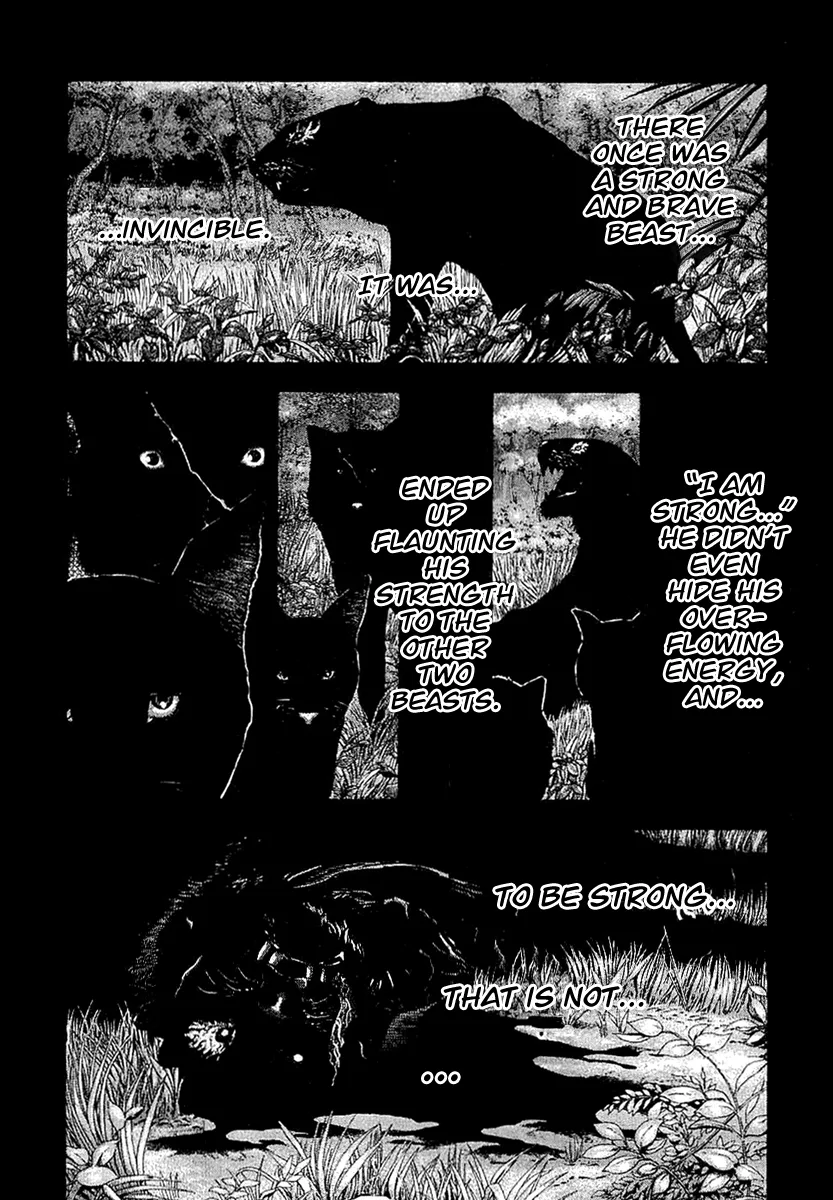 THERE
ONCE WAS
A STRONG
AND BRAVE
BEAST...
IT WAS...
...INVINCIBLE.
"I AM
STRONG..."
HE DIDN'T
EVEN
HIDE HIS
OVER-
FLOWING
ENERGY,
AND...
ENDED
UP
FLAUNTING
HIS
STRENGTH
TO THE
OTHER
TWO
BEASTS.
TO BE STRONG...
THAT IS NOT...
...